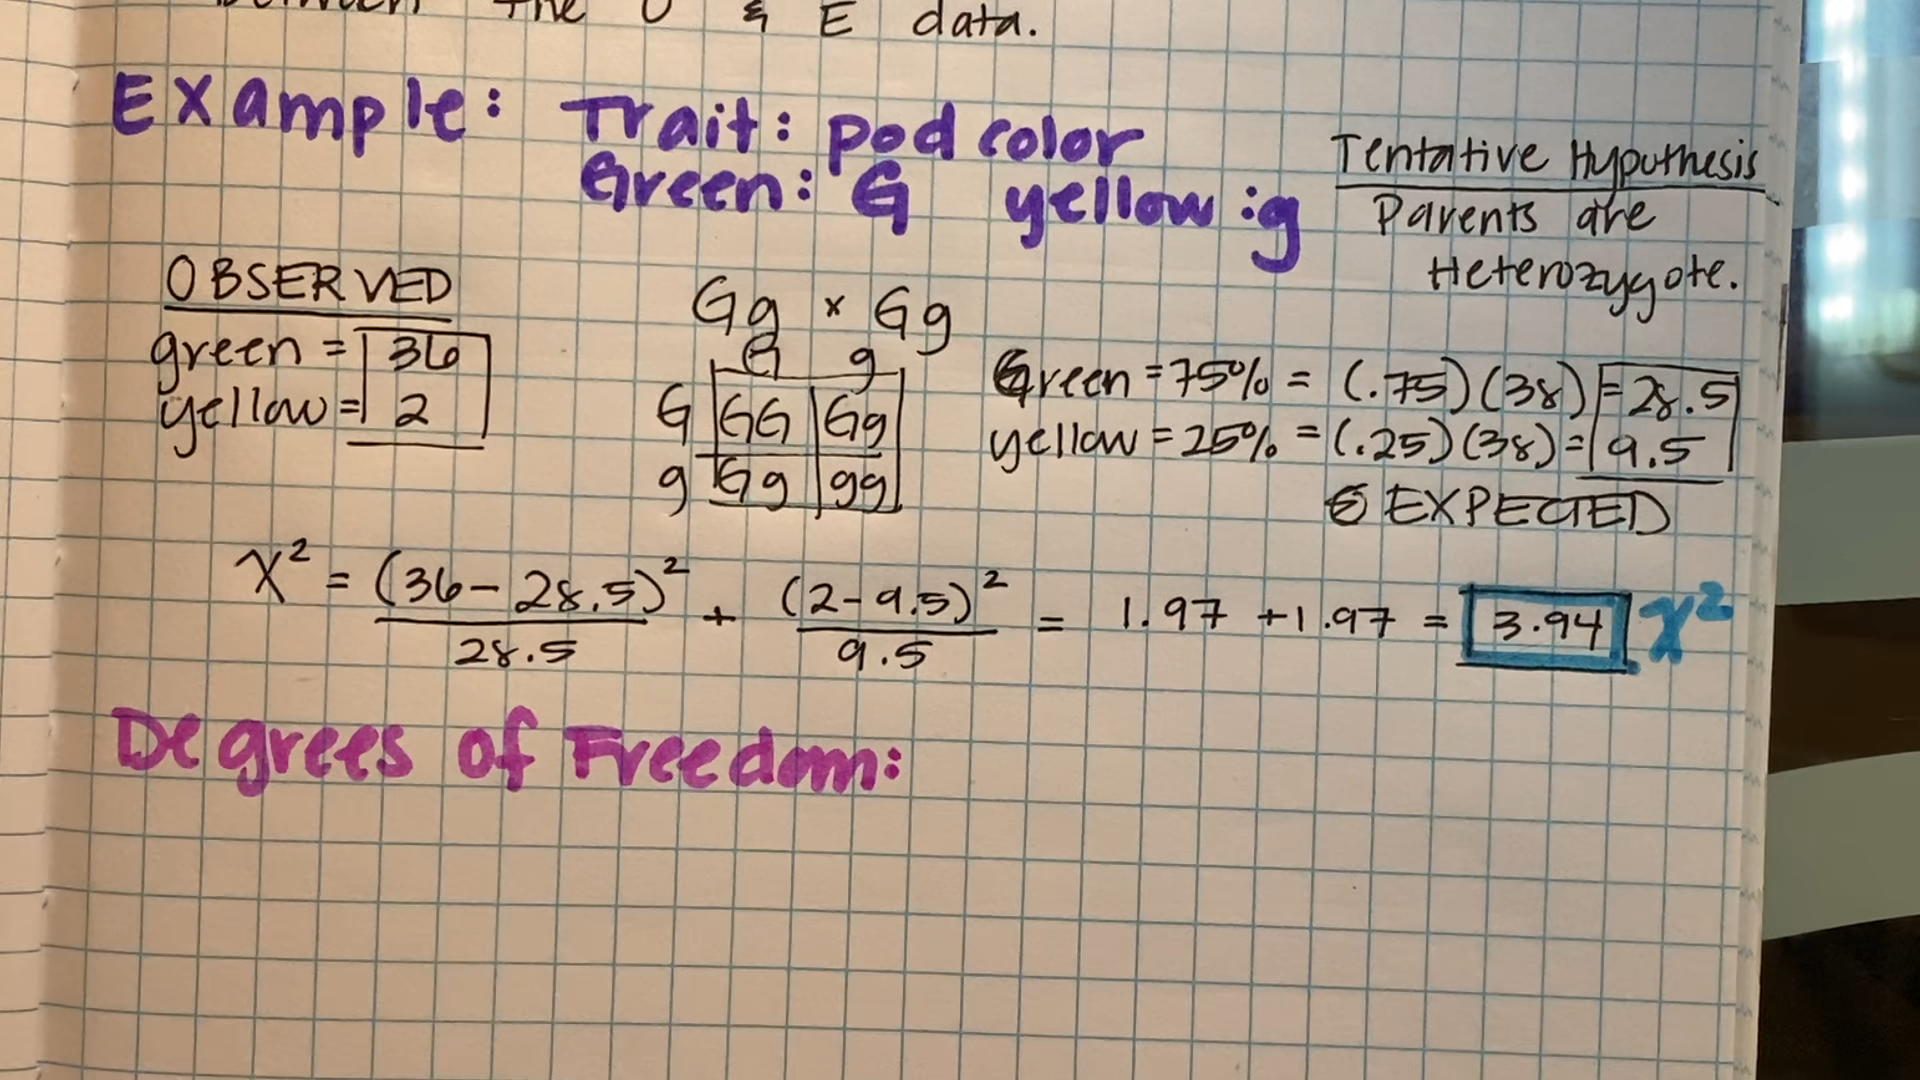 between the O & E data.
Example: Trait: pod color
Green: G yellow: g
Tentative Hypothesis
Parents are
Heterozygote.
OBSERVED
green = 36
yellow = 2
Gg × Gg
G g
G GG Gg
g Gg gg
Green = 75% = (.75)(38) = 28.5
yellow = 25% = (.25)(38) = 9.5
EXPECTED
χ² = (36 - 28.5)²/28.5 + (2 - 9.5)²/9.5 = 1.97 + 1.97 = 3.94 χ²
Degrees of Freedom: